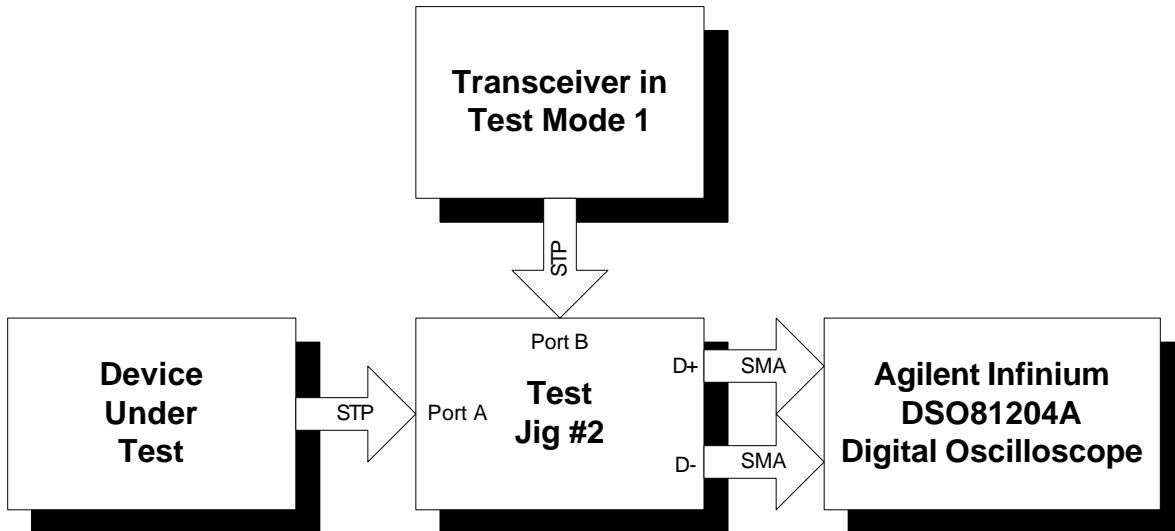 Transceiver in
Test Mode 1
STP
Device
Under
Test
STP
Port A
Port B
Test
Jig #2
D+
SMA
D-
SMA
Agilent Infinium
DSO81204A
Digital Oscilloscope